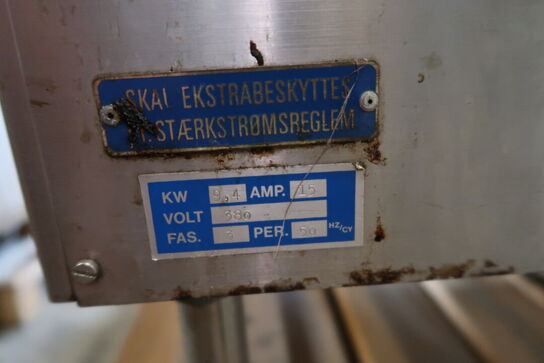 SKAL EKSTRABESKYTTES
STÆRKSTRØMSREGLEM
KW 9,4 AMP. 15
VOLT 380
FAS. 3 PER. 50 HZ/CY